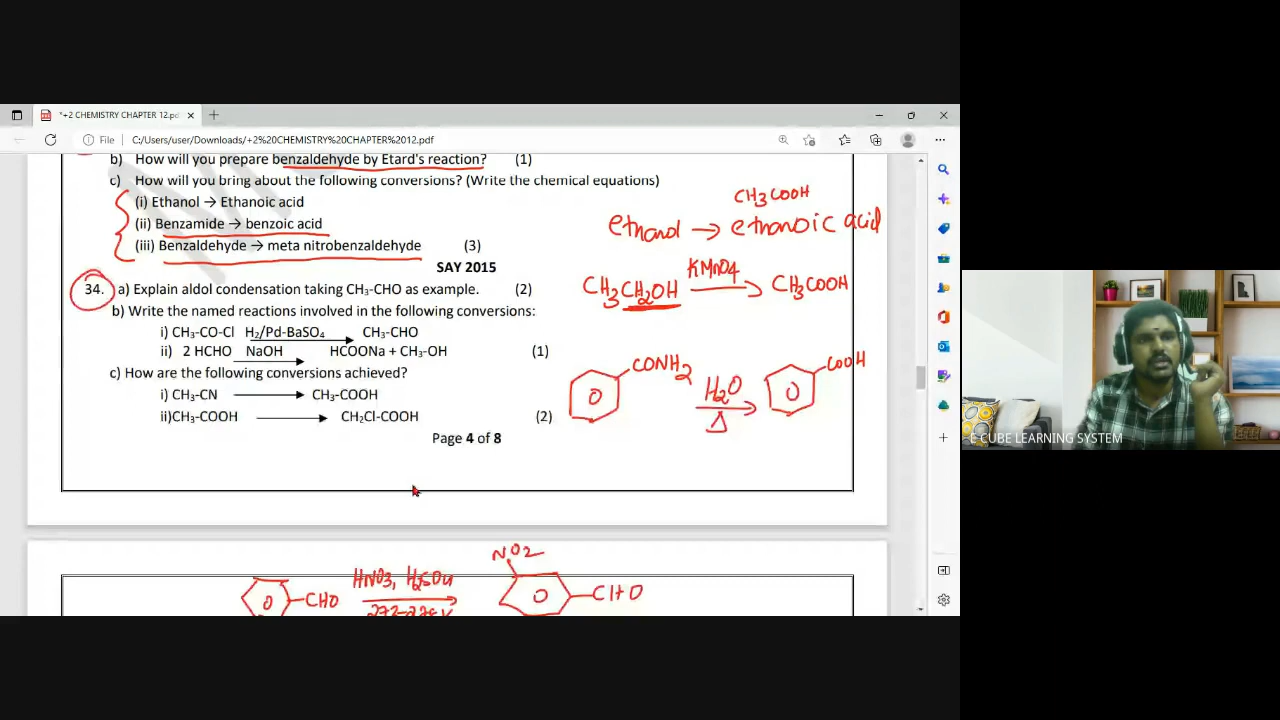 *+2 CHEMISTRY CHAPTER 12.pd
File
C:/Users/user/Downloads/+2%20CHEMISTRY%20CHAPTER%2012.pdf
b) How will you prepare benzaldehyde by Etard's reaction? (1)
c) How will you bring about the following conversions? (Write the chemical equations)
(i) Ethanol → Ethanoic acid
(ii) Benzamide → benzoic acid
(iii) Benzaldehyde → meta nitrobenzaldehyde (3)
CH3COOH
ethanol → ethanoic acid
SAY 2015
34. a) Explain aldol condensation taking CH₃-CHO as example. (2)
CH3CH2OH KMnO4 → CH3COOH
b) Write the named reactions involved in the following conversions:
i) CH₃-CO-Cl H₂/Pd-BaSO₄ → CH₃-CHO
ii) 2 HCHO NaOH → HCOONa + CH₃-OH (1)
c) How are the following conversions achieved?
i) CH₃-CN → CH₃-COOH
ii)CH₃-COOH → CH₂Cl-COOH (2)
CONH2 H2O Δ → COOH
Page 4 of 8
NO2
CHO HNO3, H2SO4 → CHO
E CUBE LEARNING SYSTEM